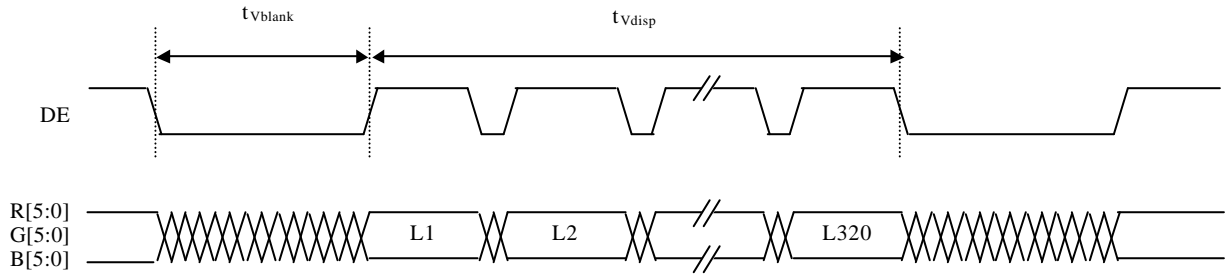 tVblank
tVdisp
DE
R[5:0]
G[5:0]
B[5:0]
L1
L2
L320